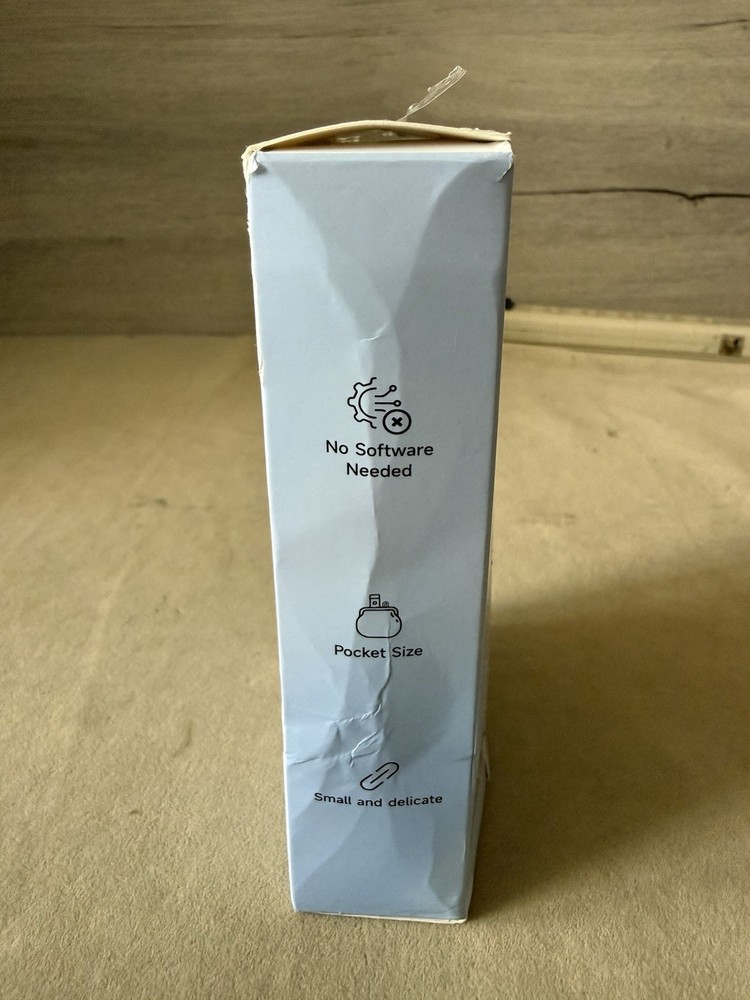 No Software
Needed
Pocket Size
Small and delicate